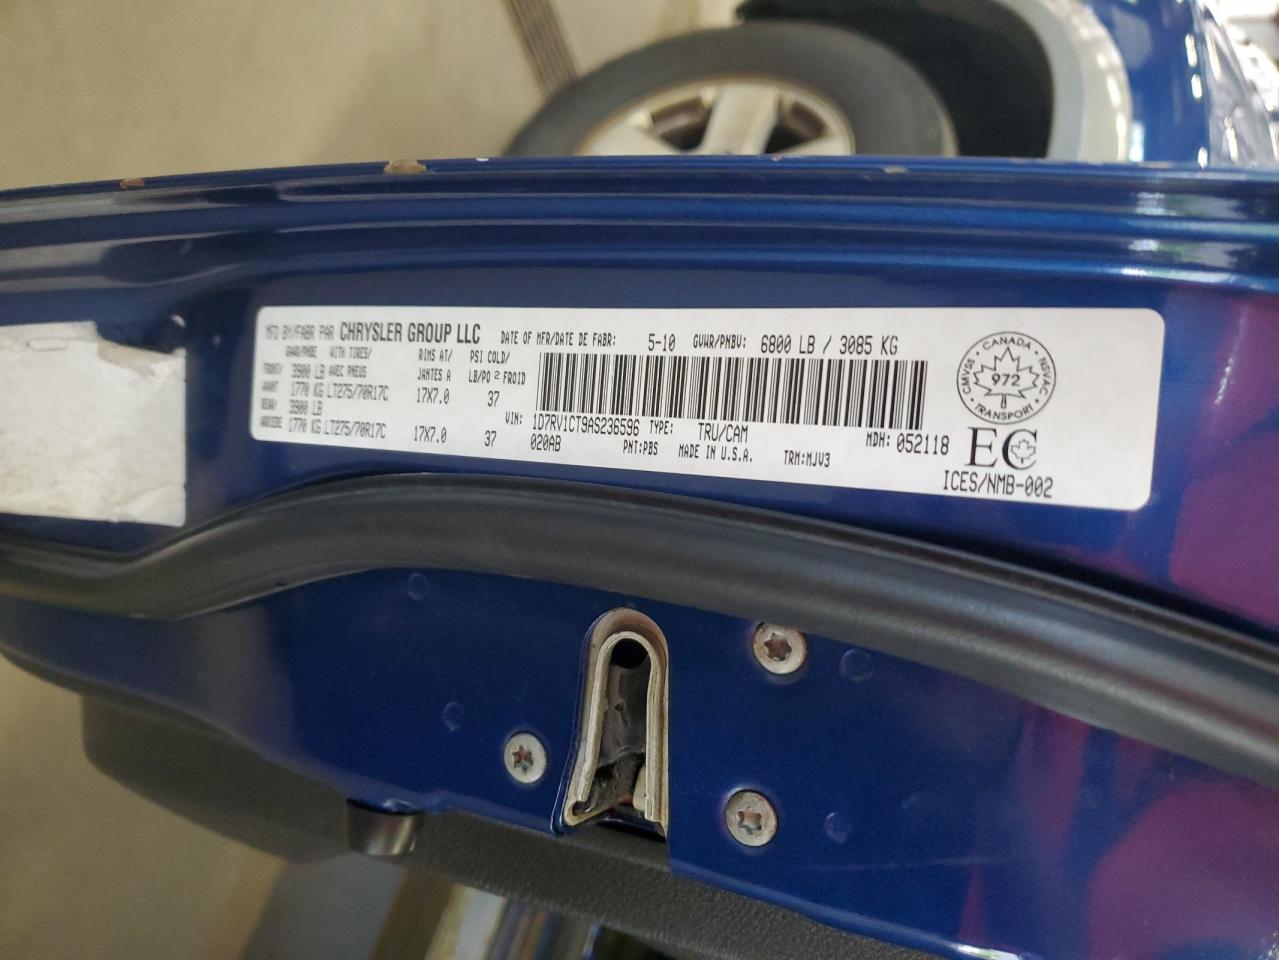 MFD BY/FABR PAR CHRYSLER GROUP LLC DATE OF MFR/DATE DE FABR: 5-10 GVWR/PNBV: 6800 LB / 3085 KG
GAWR/PNBE WITH TIRES/ RIMS AT/ PSI COLD/
FRONT/ 3900 LB AVEC PNEUS JANTES A LB/PO 2 FROID
AVANT 1770 KG LT275/70R17C 17X7.0 37
REAR/ 3900 LB
ARRIERE 1770 KG LT275/70R17C 17X7.0 37
VIN: 1D7RV1CT9AS236596 TYPE: TRU/CAM MDH: 052118
020AB PNT:PBS MADE IN U.S.A. TRM:MJV3
CANADA
CMVSS 972 NSVAC
TRANSPORT
EC
ICES/NMB-002